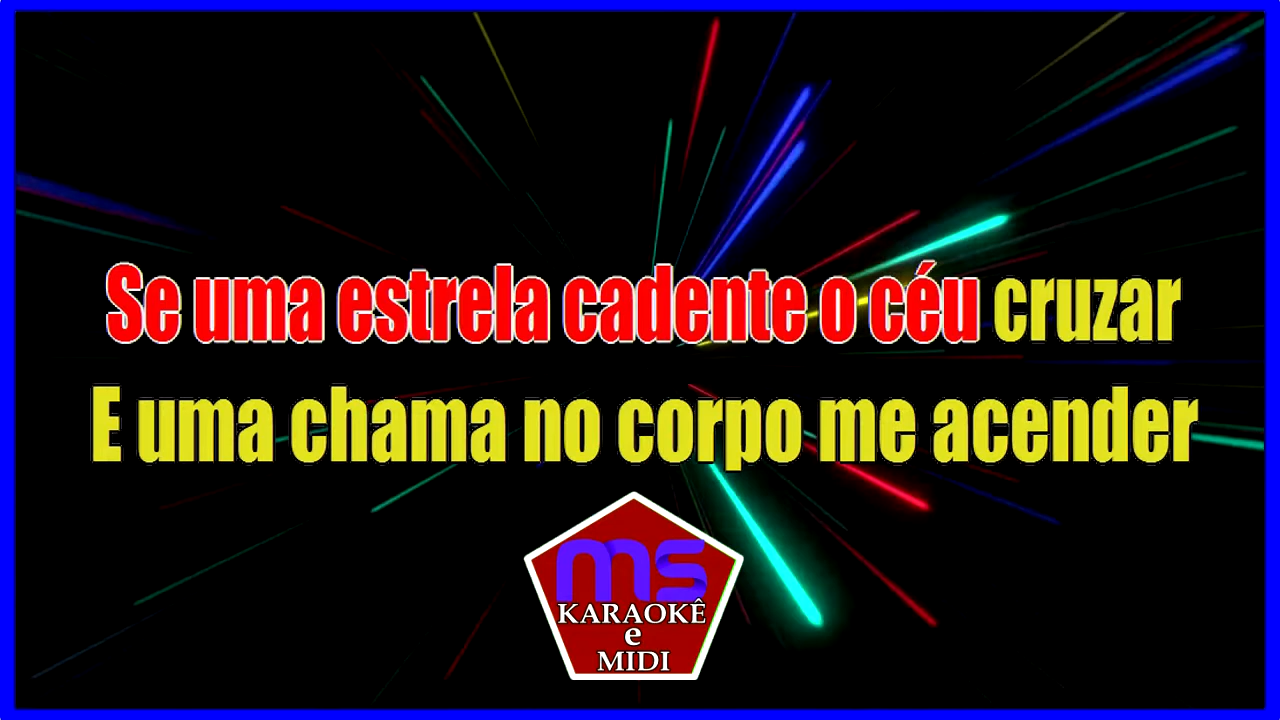 Se uma estrela cadente o céu cruzar
E uma chama no corpo me acender
ms
KARAOKÊ
e
MIDI